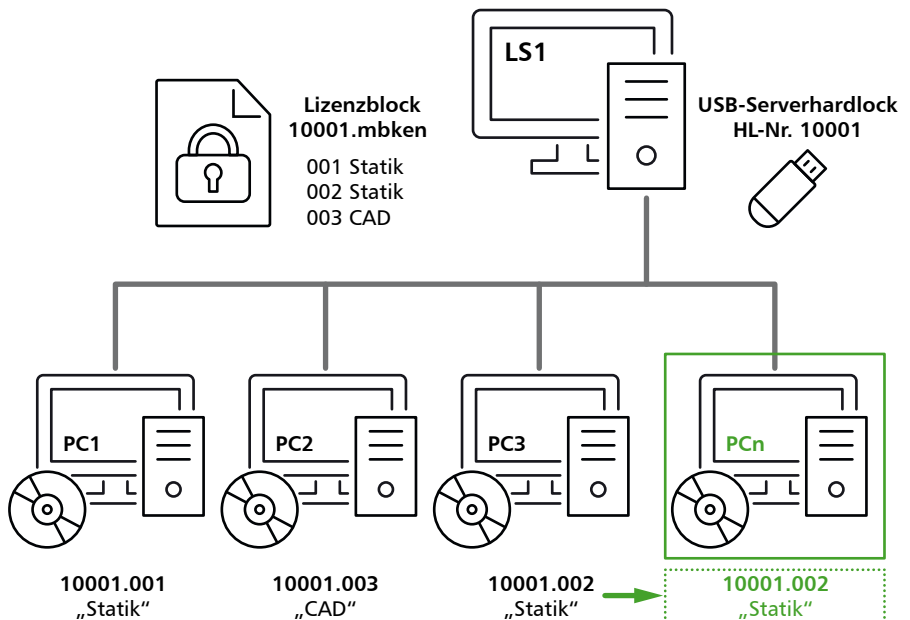 LS1
Lizenzblock
10001.mbken
001 Statik
002 Statik
003 CAD
USB-Serverhardlock
HL-Nr. 10001
PC1
PC2
PC3
PCn
10001.001
„Statik“
10001.003
„CAD“
10001.002
„Statik“
10001.002
„Statik“